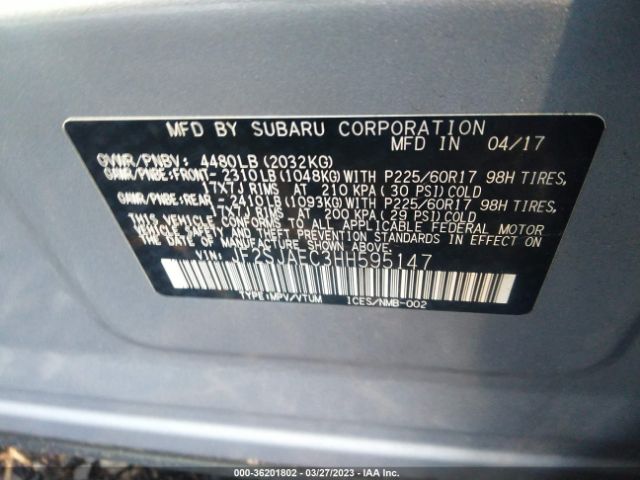 MFD BY SUBARU CORPORATION
MFD IN 04/17
GVWR/PNBV: 4480LB (2032KG)
GAWR/PNBE:FRONT- 2310LB (1048KG)WITH P225/60R17 98H TIRES,
17X7J RIMS AT 210 KPA (30 PSI)COLD
GAWR/PNBE:REAR - 2410LB (1093KG)WITH P225/60R17 98H TIRES,
17X7J RIMS AT 200 KPA (29 PSI)COLD
THIS VEHICLE CONFORMS TO ALL APPLICABLE FEDERAL MOTOR
VEHICLE SAFETY AND THEFT PREVENTION STANDARDS IN EFFECT
ON THE DATE OF MANUFACTURE SHOWN ABOVE.
VIN: JF2SJAEC3HH595147
TYPE:MPV/VTUM ICES/NMB-002
000-36201802 - 03/27/2023 - IAA Inc.